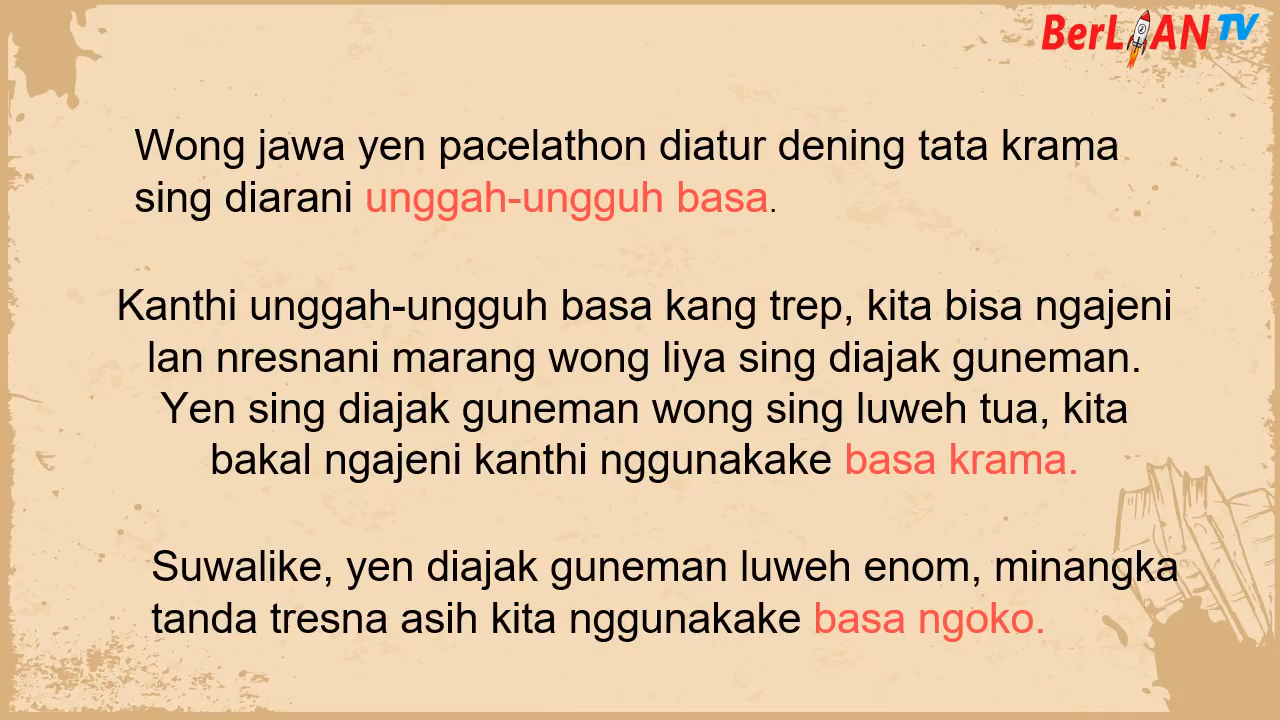 BerLIAN TV
Wong jawa yen pacelathon diatur dening tata krama
sing diarani unggah-ungguh basa.
Kanthi unggah-ungguh basa kang trep, kita bisa ngajeni
lan nresnani marang wong liya sing diajak guneman.
Yen sing diajak guneman wong sing luweh tua, kita
bakal ngajeni kanthi nggunakake basa krama.
Suwalike, yen diajak guneman luweh enom, minangka
tanda tresna asih kita nggunakake basa ngoko.